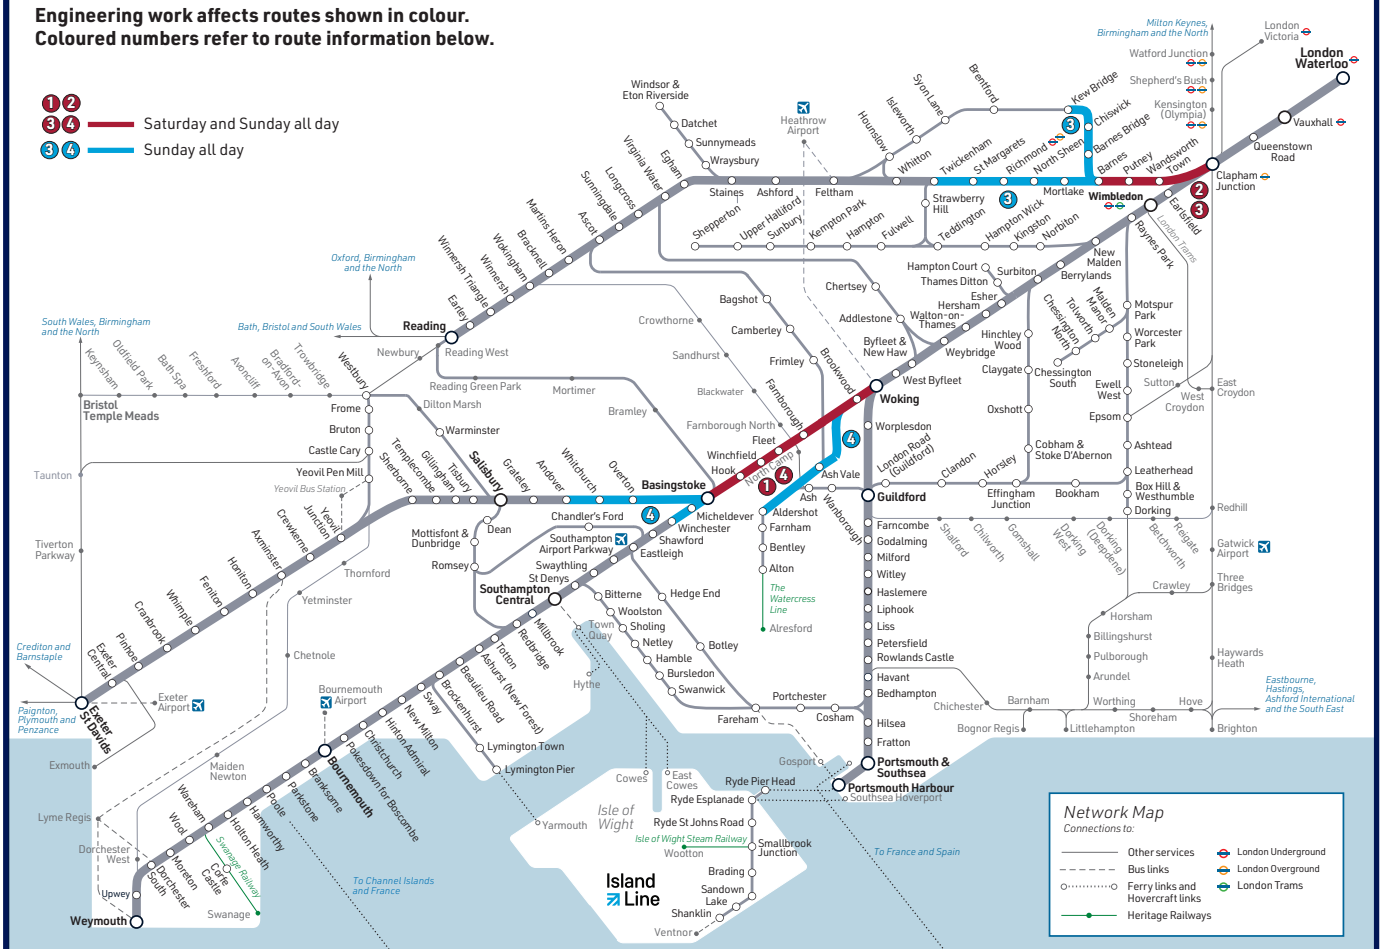 Engineering work affects routes shown in colour.
Coloured numbers refer to route information below.
1 2
3 4 Saturday and Sunday all day
3 4 Sunday all day
Milton Keynes,
Birmingham and the North
London
Victoria
London
Waterloo
Watford Junction
Shepherd's Bush
Kensington
(Olympia)
Vauxhall
Queenstown
Road
Clapham
Junction
2
3
Windsor &
Eton Riverside
Datchet
Sunnymeads
Wraysbury
Heathrow
Airport
Hounslow
Isleworth
Syon Lane
Brentford
Kew Bridge
3
Chiswick
Barnes Bridge
Barnes
Putney
Wandsworth
Town
Virginia Water
Egham
Staines
Ashford
Feltham
Whitton
Twickenham
St Margarets
Richmond
North Sheen
Mortlake
3
Wimbledon
Earlsfield
London Trams
Raynes Park
Strawberry
Hill
Shepperton
Upper Halliford
Sunbury
Kempton Park
Hampton
Fulwell
Teddington
Hampton Wick
Kingston
Norbiton
New
Malden
Berrylands
Surbiton
Hampton Court
Thames Ditton
Esher
Hersham
Walton-on-
Thames
Weybridge
Byfleet &
New Haw
West Byfleet
Addlestone
Chertsey
Longcross
Sunningdale
Ascot
Martins Heron
Bracknell
Wokingham
Winnersh
Winnersh Triangle
Earley
Reading
Oxford, Birmingham
and the North
Bath, Bristol and South Wales
South Wales, Birmingham
and the North
Newbury
Reading West
Reading Green Park
Mortimer
Bramley
Bagshot
Camberley
Frimley
Crowthorne
Sandhurst
Blackwater
Farnborough North
North Camp
Brookwood
Farnborough
Fleet
Winchfield
Hook
1 4
Woking
4
Ash Vale
Ash
Wanborough
Aldershot
Farnham
Bentley
Alton
The
Watercress
Line
Alresford
Worplesdon
London Road
(Guildford)
Clandon
Horsley
Effingham
Junction
Bookham
Guildford
Hinchley
Wood
Claygate
Oxshott
Cobham &
Stoke D'Abernon
Malden
Manor
Tolworth
Chessington
North
Chessington
South
Motspur
Park
Worcester
Park
Stoneleigh
Ewell
West
Epsom
Ashtead
Leatherhead
Box Hill &
Westhumble
Dorking
Sutton
West
Croydon
East
Croydon
Redhill
Gatwick
Airport
Three
Bridges
Crawley
Horsham
Billingshurst
Pulborough
Arundel
Haywards
Heath
Eastbourne,
Hastings,
Ashford International
and the South East
Brighton
Hove
Shoreham
Worthing
Littlehampton
Barnham
Bognor Regis
Chichester
Shalford
Chilworth
Gomshall
Dorking
West
Dorking
(Deepdene)
Betchworth
Reigate
Farncombe
Godalming
Milford
Witley
Haslemere
Liphook
Liss
Petersfield
Rowlands Castle
Havant
Bedhampton
Hilsea
Fratton
Portsmouth &
Southsea
Portsmouth Harbour
Southsea Hoverport
Gosport
Keynsham
Oldfield Park
Bath Spa
Freshford
Avoncliff
Bradford-
on-Avon
Trowbridge
Westbury
Bristol
Temple Meads
Taunton
Tiverton
Parkway
Frome
Bruton
Castle Cary
Yeovil Pen Mill
Yeovil Bus Station
Dilton Marsh
Warminster
Sherborne
Templecombe
Gillingham
Tisbury
Salisbury
Grateley
Andover
Whitchurch
Overton
Basingstoke
4
Micheldever
Winchester
Shawford
Eastleigh
Chandler's Ford
Southampton
Airport Parkway
Swaythling
St Denys
Southampton
Central
Dean
Mottisfont &
Dunbridge
Romsey
Yeovil
Junction
Crewkerne
Axminster
Honiton
Feniton
Whimple
Cranbrook
Pinhoe
Exeter
Central
Exeter
St Davids
Crediton and
Barnstaple
Paignton,
Plymouth and
Penzance
Exeter
Airport
Exmouth
Thornford
Yetminster
Chetnole
Maiden
Newton
Lyme Regis
Dorchester
West
Bitterne
Woolston
Sholing
Netley
Hamble
Bursledon
Swanwick
Hedge End
Botley
Fareham
Portchester
Cosham
Town
Quay
Hythe
Millbrook
Redbridge
Totton
Ashurst (New Forest)
Beaulieu Road
Brockenhurst
Sway
New Milton
Hinton Admiral
Christchurch
Pokesdown for Boscombe
Bournemouth
Bournemouth
Airport
Branksome
Parkstone
Poole
Hamworthy
Holton Heath
Wareham
Wool
Moreton
Dorchester
South
Upwey
Weymouth
Swanage Railway
Corfe
Castle
Swanage
Lymington Town
Lymington Pier
Yarmouth
Cowes
East
Cowes
Isle of
Wight
Ryde Pier Head
Ryde Esplanade
Ryde St Johns Road
Isle of Wight Steam Railway
Wootton
Smallbrook
Junction
Brading
Sandown
Lake
Shanklin
Ventnor
Island
Line
To Channel Islands
and France
To France and Spain
Network Map
Connections to:
Other services
Bus links
Ferry links and
Hovercraft links
Heritage Railways
London Underground
London Overground
London Trams